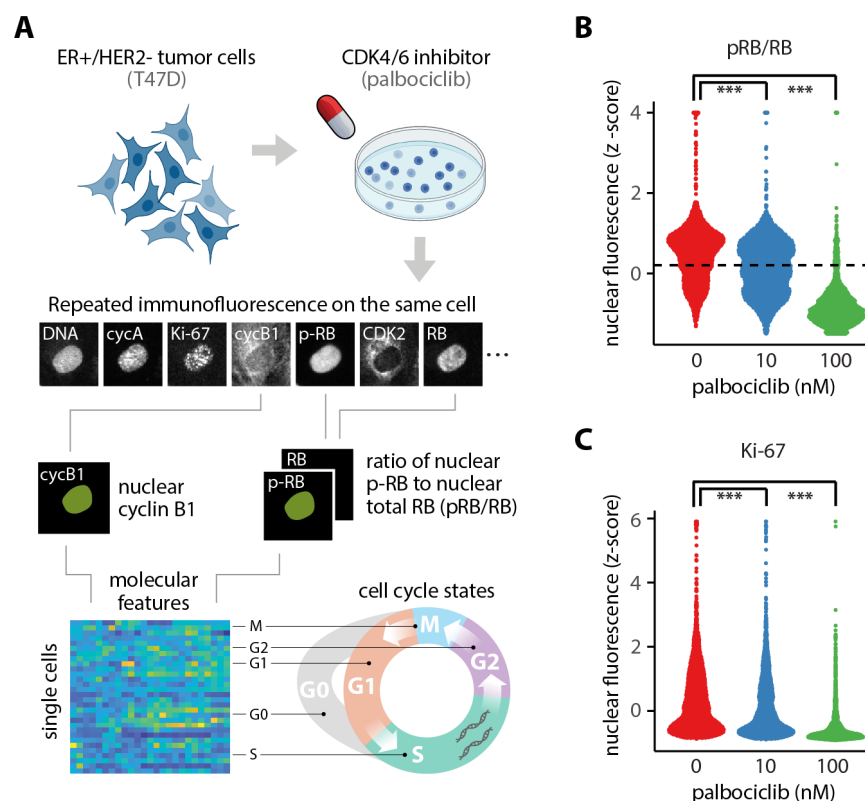 A
ER+/HER2- tumor cells
(T47D)
CDK4/6 inhibitor
(palbociclib)
Repeated immunofluorescence on the same cell
DNA
cycA
Ki-67
cycB1
p-RB
CDK2
RB
...
cycB1
nuclear
cyclin B1
RB
p-RB
ratio of nuclear
p-RB to nuclear
total RB (pRB/RB)
molecular
features
single cells
cell cycle states
M
G2
G1
G0
S
M
G2
G1
G0
S
B
pRB/RB
*** ***
nuclear fluorescence (z -score)
4
2
0
0 10 100
palbociclib (nM)
C
Ki-67
*** ***
nuclear fluorescence (z-score)
6
4
2
0
0 10 100
palbociclib (nM)